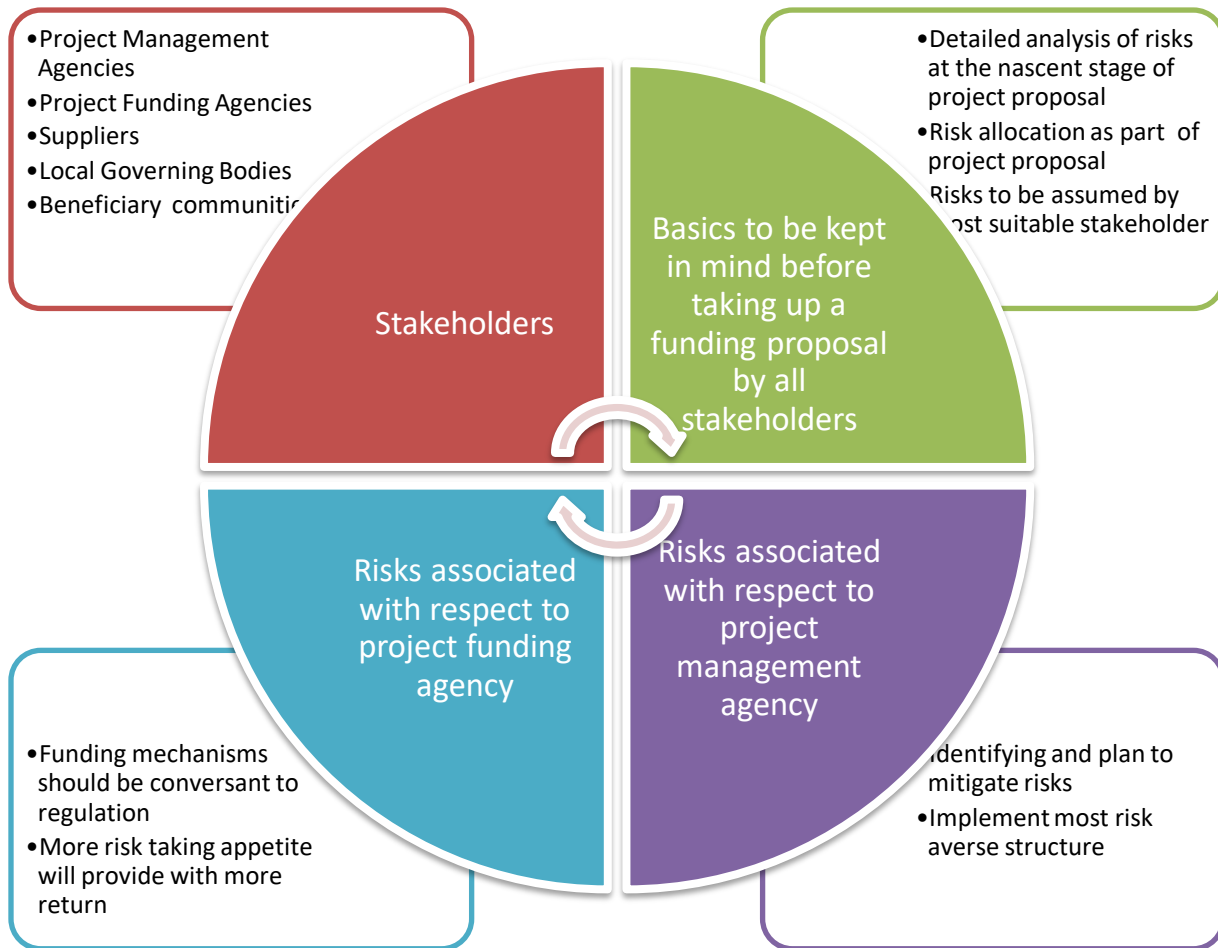 •Project Management
Agencies
•Project Funding Agencies
•Suppliers
•Local Governing Bodies
•Beneficiary
•Detailed analysis of risks
at the nascent stage of
project proposal
•Risk allocation as part of
project proposal
Risks to be assumed by
most suitable stakeholder
Stakeholders
Basics to be kept
in mind before
taking up a
funding proposal
by all
stakeholders
Risks associated
with respect to
project funding
agency
Risks associated
with respect to
project
management
agency
•Funding mechanisms
should be conversant to
regulation
•More risk taking appetite
will provide with more
return
Identifying and plan to
mitigate risks
•Implement most risk
averse structure